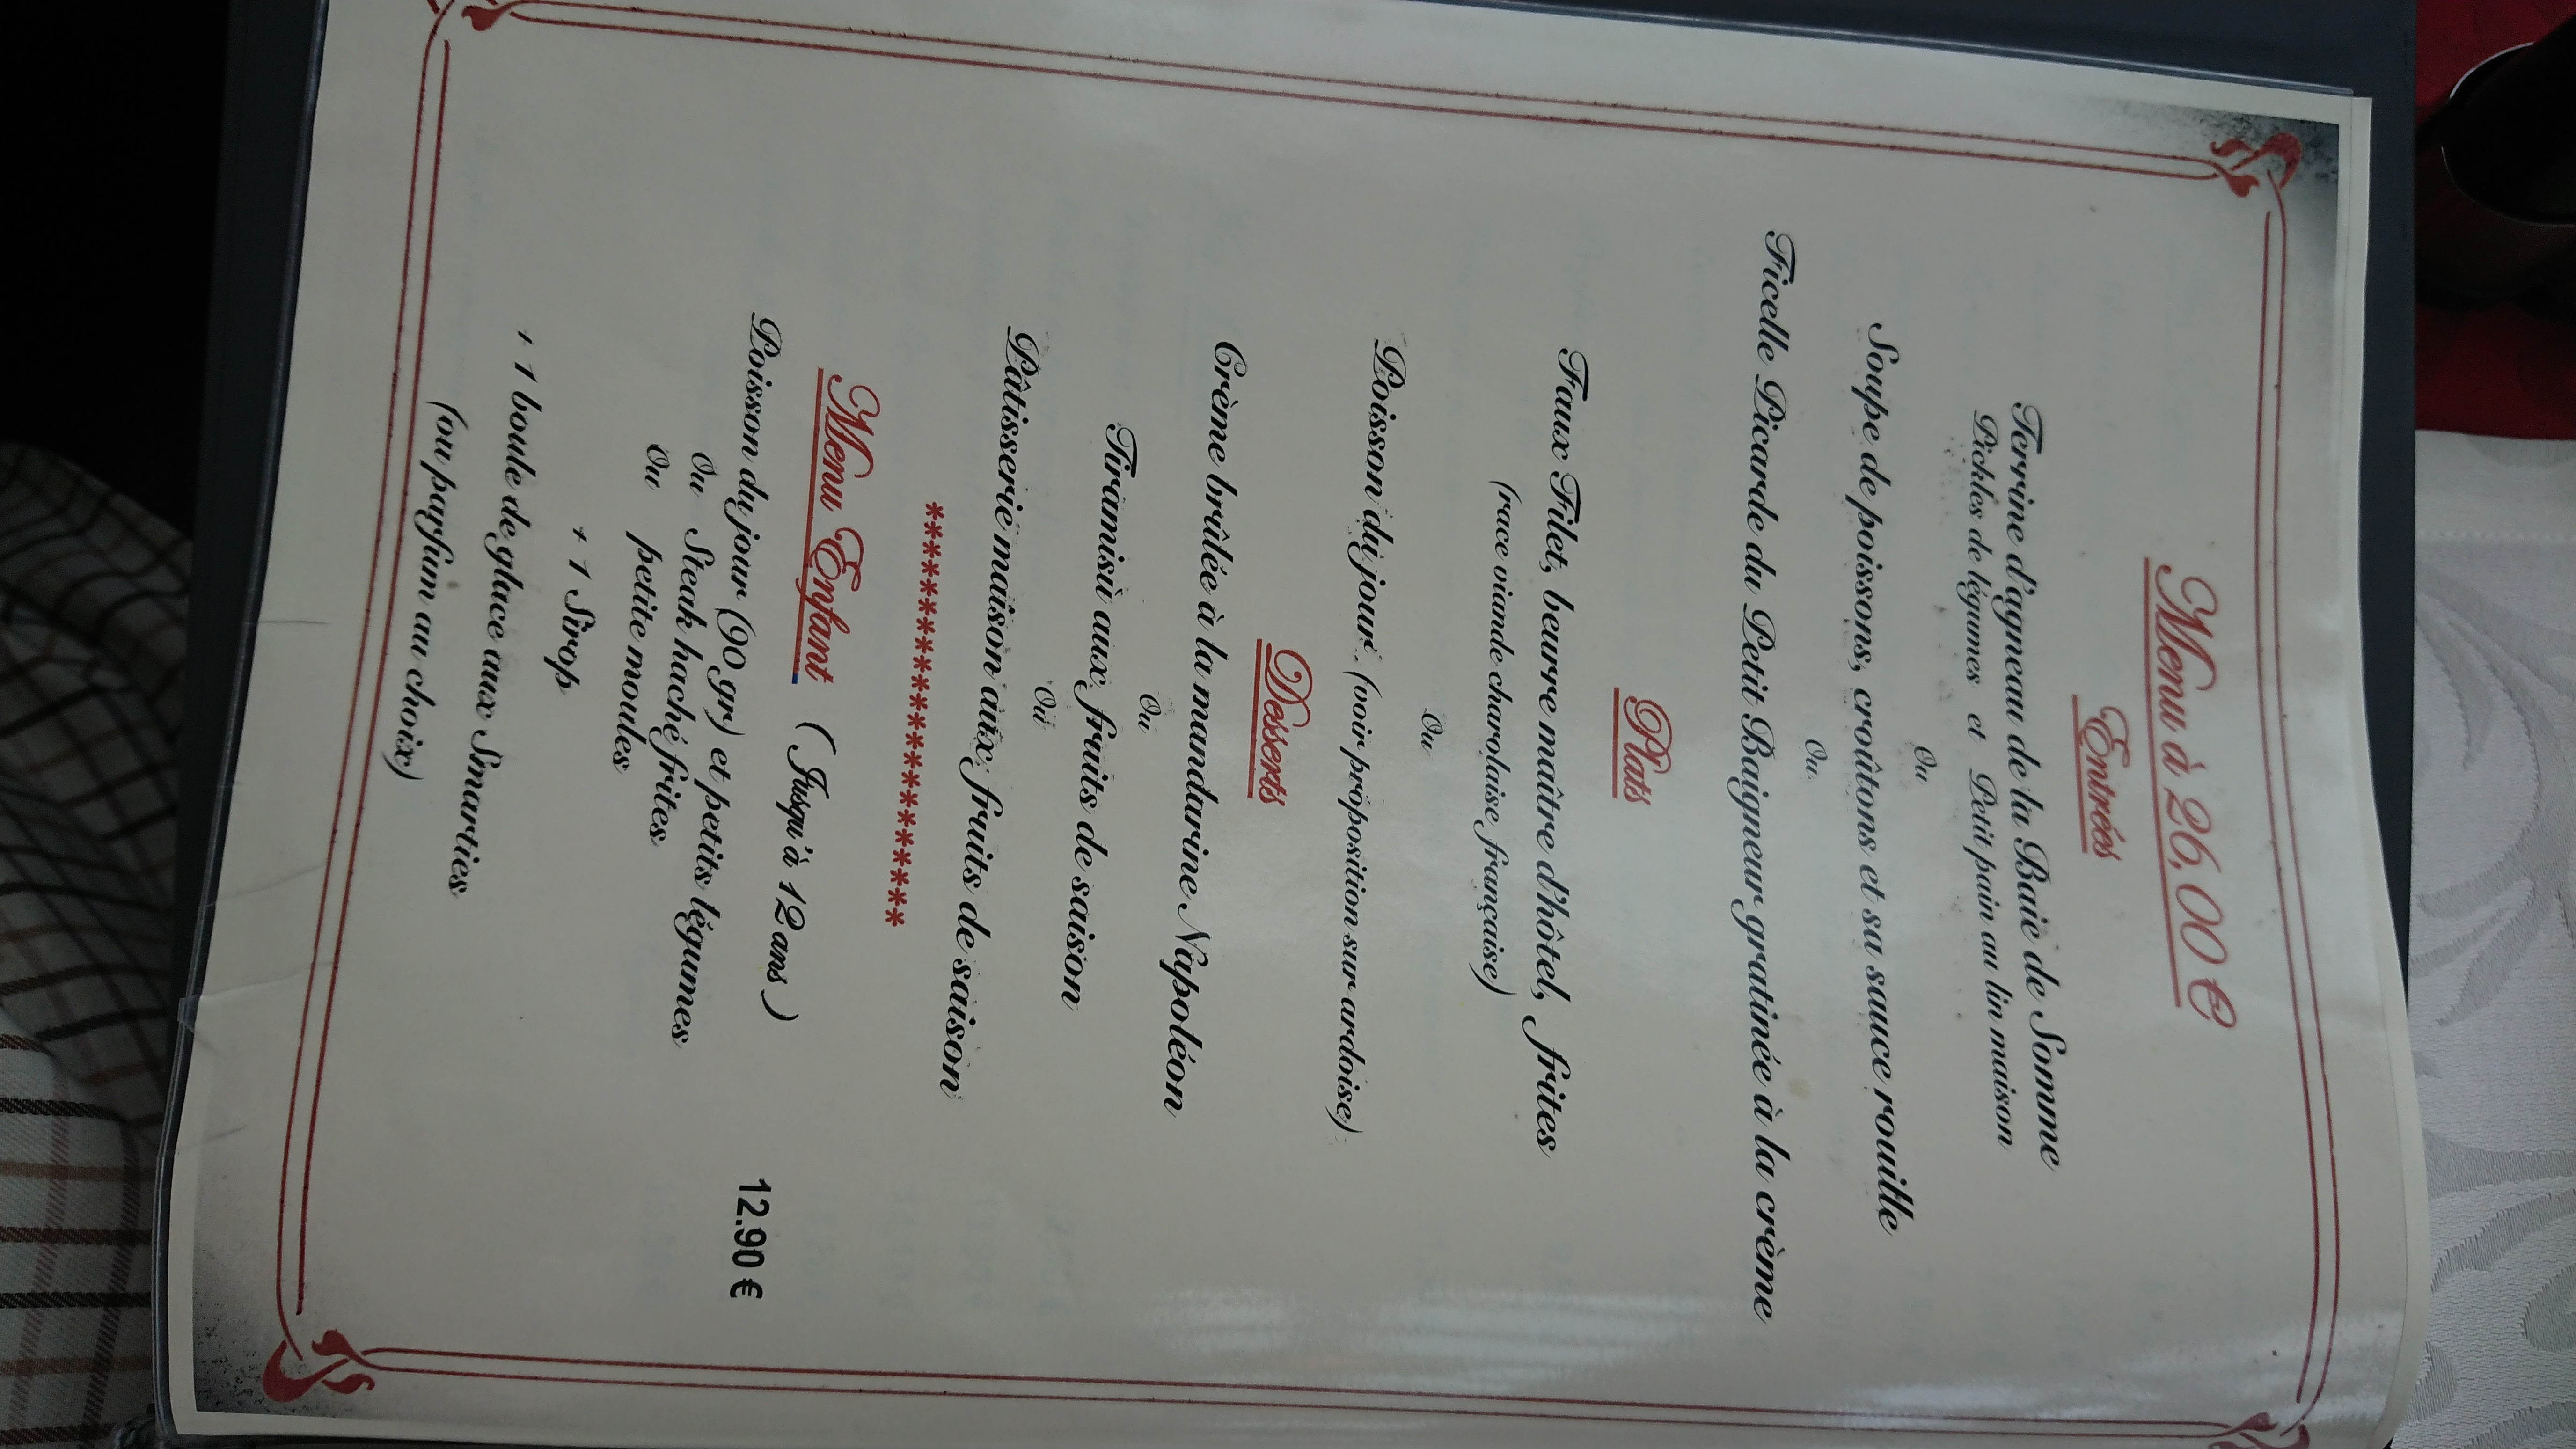 Menu à 26,00 €
Entrées
Terrine d'agneau de la Baie de Somme
Pickles de légumes et Petit pain au lin maison
Ou
Soupe de poissons, croûtons et sa sauce rouille
Ou
Ficelle Picarde du Petit Baigneur gratinée à la crème
Plats
Faux Filet, beurre maître d'hôtel, frites
(race viande charolaise française)
Ou
Poisson du jour (voir proposition sur ardoise)
Desserts
Crème brûlée à la mandarine Napoléon
Ou
Tiramisù aux fruits de saison
Ou
Pâtisserie maison aux fruits de saison
*********************
Menu Enfant ( Jusqu'à 12 ans )
Poisson du jour (90 gr) et petits légumes 12.90 €
Ou Steak haché frites
Ou petite moules
+ 1 Sirop
+ 1 boule de glace aux Smarties
(ou parfum au choix)